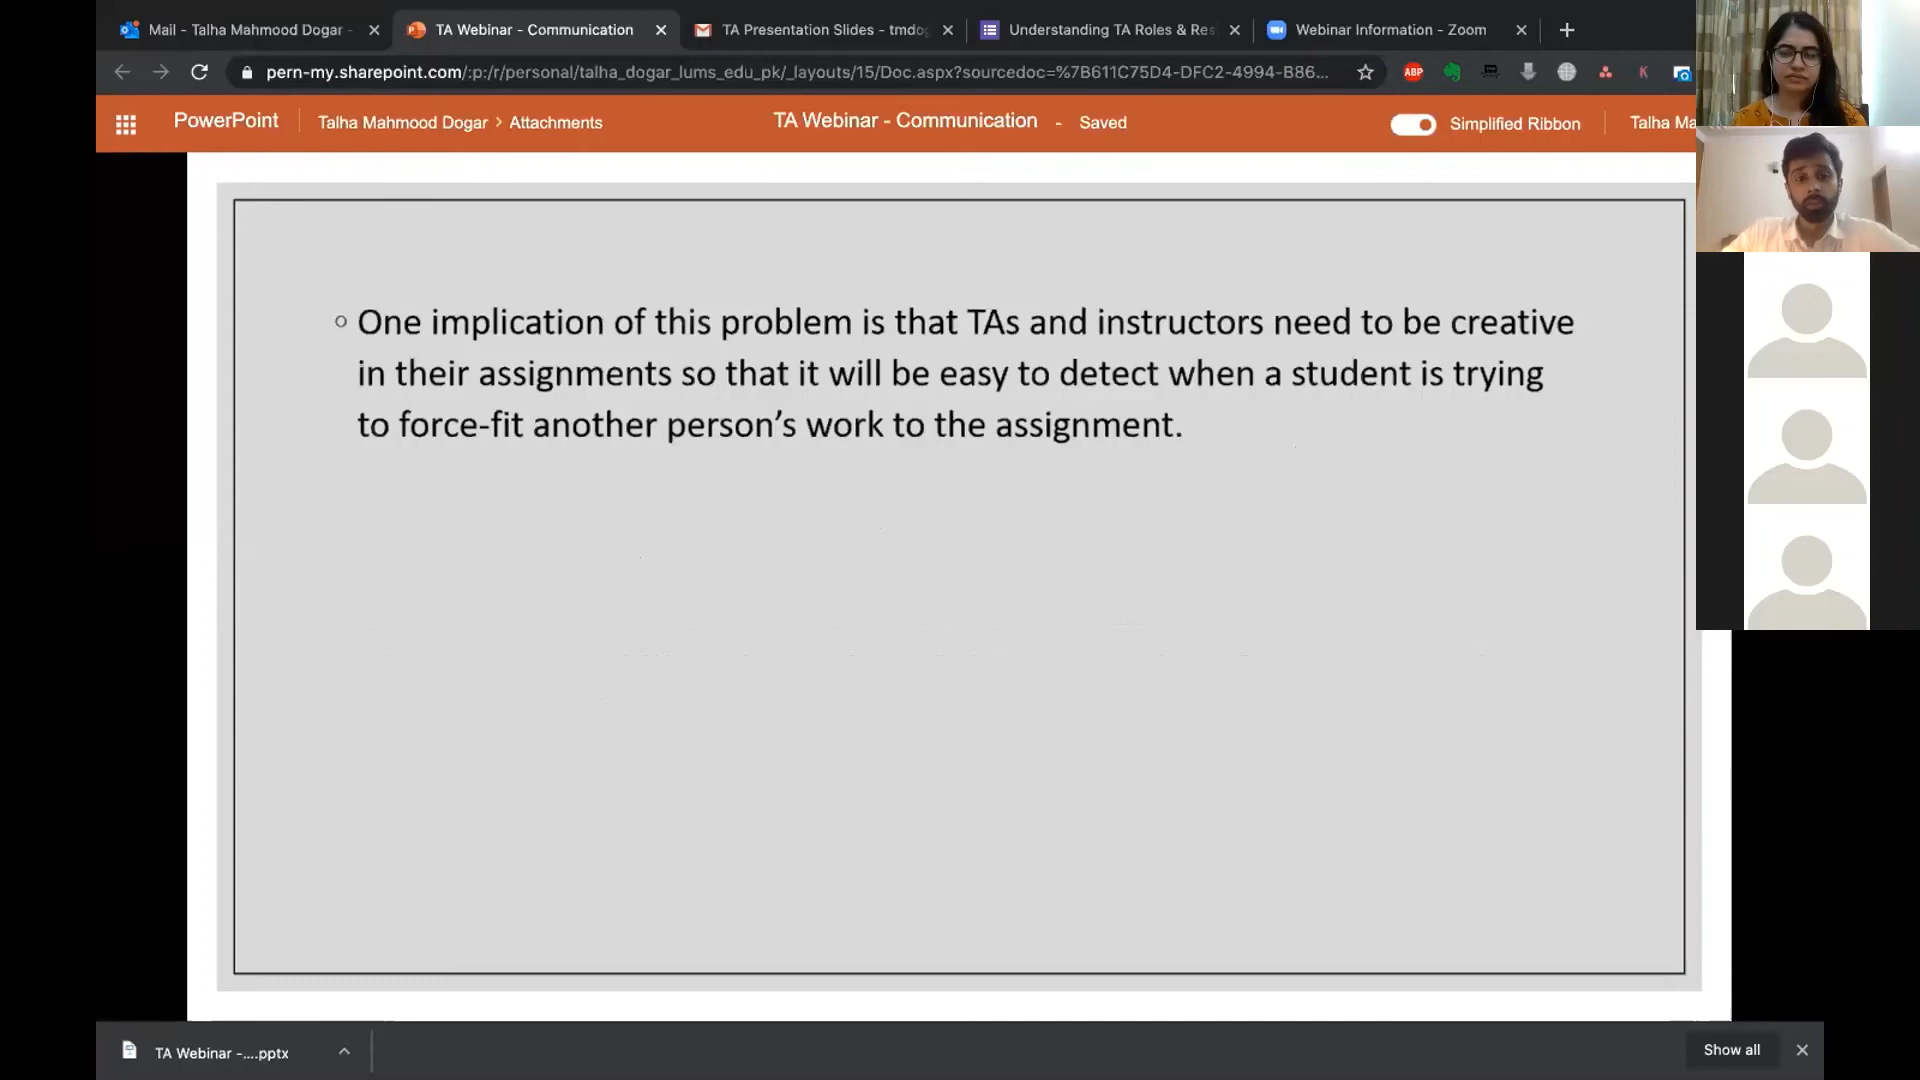 Mail - Talha Mahmood Dogar -
TA Webinar - Communication
TA Presentation Slides - tmdo
Understanding TA Roles & Res
Webinar Information - Zoom
pern-my.sharepoint.com/:p:/r/personal/talha_dogar_lums_edu_pk/_layouts/15/Doc.aspx?sourcedoc=%7B611C75D4-DFC2-4994-B86...
ABP
K
PowerPoint
Talha Mahmood Dogar > Attachments
TA Webinar - Communication - Saved
Simplified Ribbon
Talha Ma
One implication of this problem is that TAs and instructors need to be creative
in their assignments so that it will be easy to detect when a student is trying
to force-fit another person’s work to the assignment.
TA Webinar -....pptx
Show all